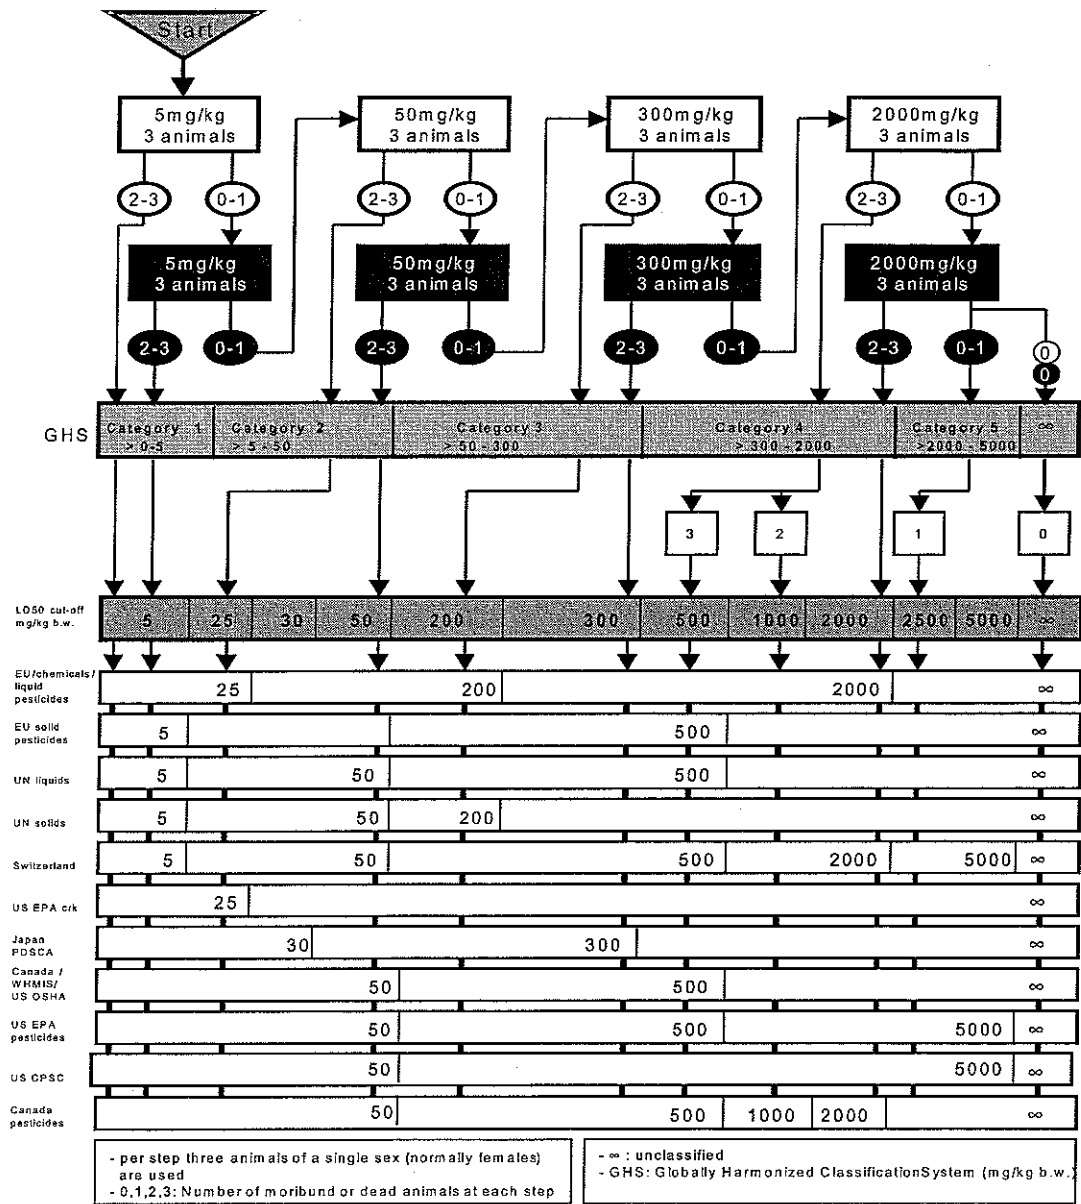 Start
5mg/kg 50mg/kg 300mg/kg 2000mg/kg
3 animals 3 animals 3 animals 3 animals
2-3 0-1 2-3 0-1 2-3 0-1 2-3 0-1
5mg/kg 50mg/kg 300mg/kg 2000mg/kg
3 animals 3 animals 3 animals 3 animals
2-3 0-1 2-3 0-1 2-3 0-1 2-3 0-1 0
0
GHS
Category 1 Category 2 Category 3 Category 4 Category 5 ∞
> 0-5 > 5 - 50 > 50 - 300 > 300 - 2000 >2000 - 5000
3 2 1 0
LD50 cut-off
mg/kg b.w.
5 25 30 50 200 300 500 1000 2000 2500 5000 ∞
EU/chemicals/
liquid
pesticides
25 200 2000 ∞
EU solid
pesticides
5 500 ∞
UN liquids 5 50 500 ∞
UN solids 5 50 200 ∞
Switzerland 5 50 500 2000 5000 ∞
US EPA c/k 25 ∞
Japan
PDSCA
30 300 ∞
Canada /
WHMIS/
US OSHA
50 500 ∞
US EPA
pesticides
50 500 5000 ∞
US CPSC 50 5000 ∞
Canada
pesticides
50 500 1000 2000 ∞
- per step three animals of a single sex (normally females)
are used
- 0,1,2,3: Number of moribund or dead animals at each step
- ∞ : unclassified
- GHS: Globally Harmonized ClassificationSystem (mg/kg b.w.